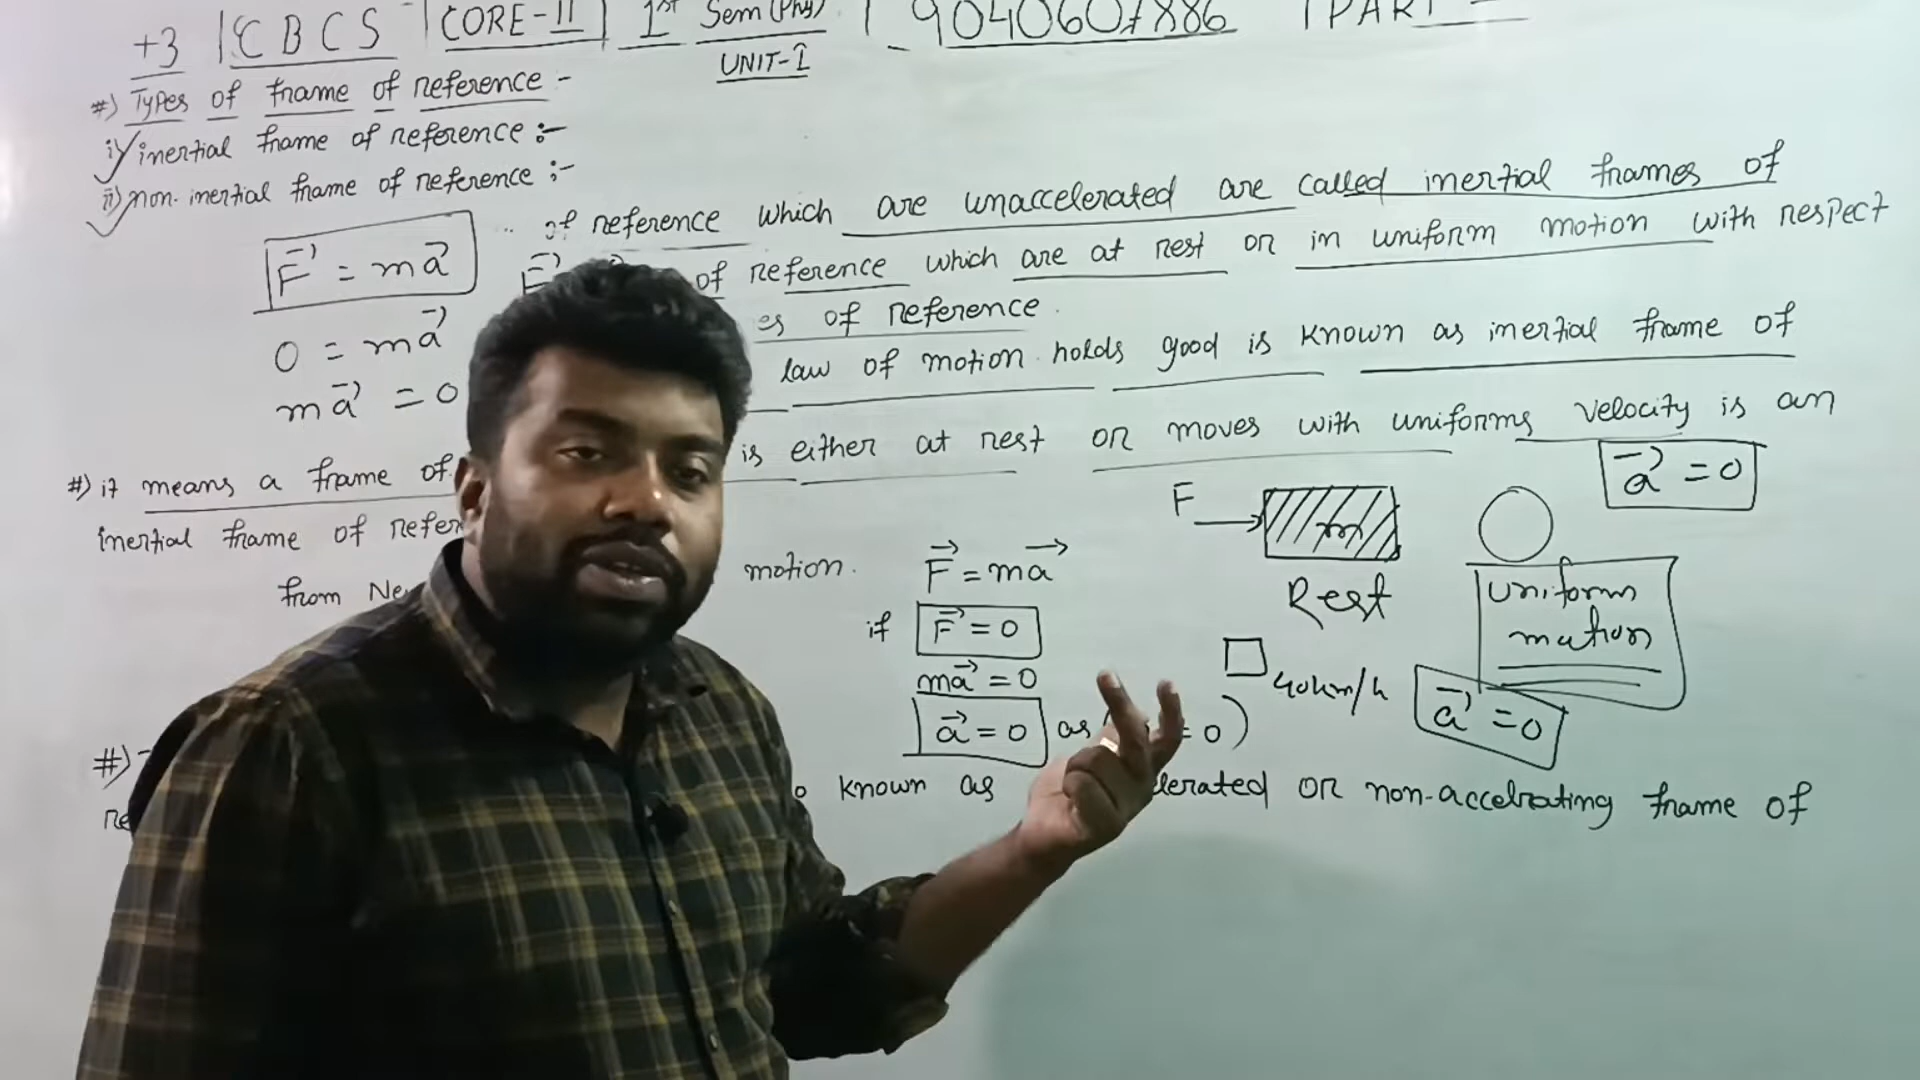 +3 | CBCS | CORE-II | 1st Sem (Phy) | 9040607886 | PART
UNIT-I
#) Types of frame of reference :-
i) inertial frame of reference :-
ii) non-inertial frame of reference :-
of reference which are unaccelerated are called inertial frames of
of reference which are at rest or in uniform motion with respect
es of reference.
law of motion holds good is known as inertial frame of
F = ma
0 = ma
ma = 0
#) it means a frame of is either at rest or moves with uniforms velocity is an
inertial frame of refer
from Ne motion.
F = ma
if F = 0
ma = 0
a = 0 as = 0)
F
m
Rest
40km/h
a = 0
uniform
motion
a = 0
#)
known as lerated or non-accelrating frame of
re